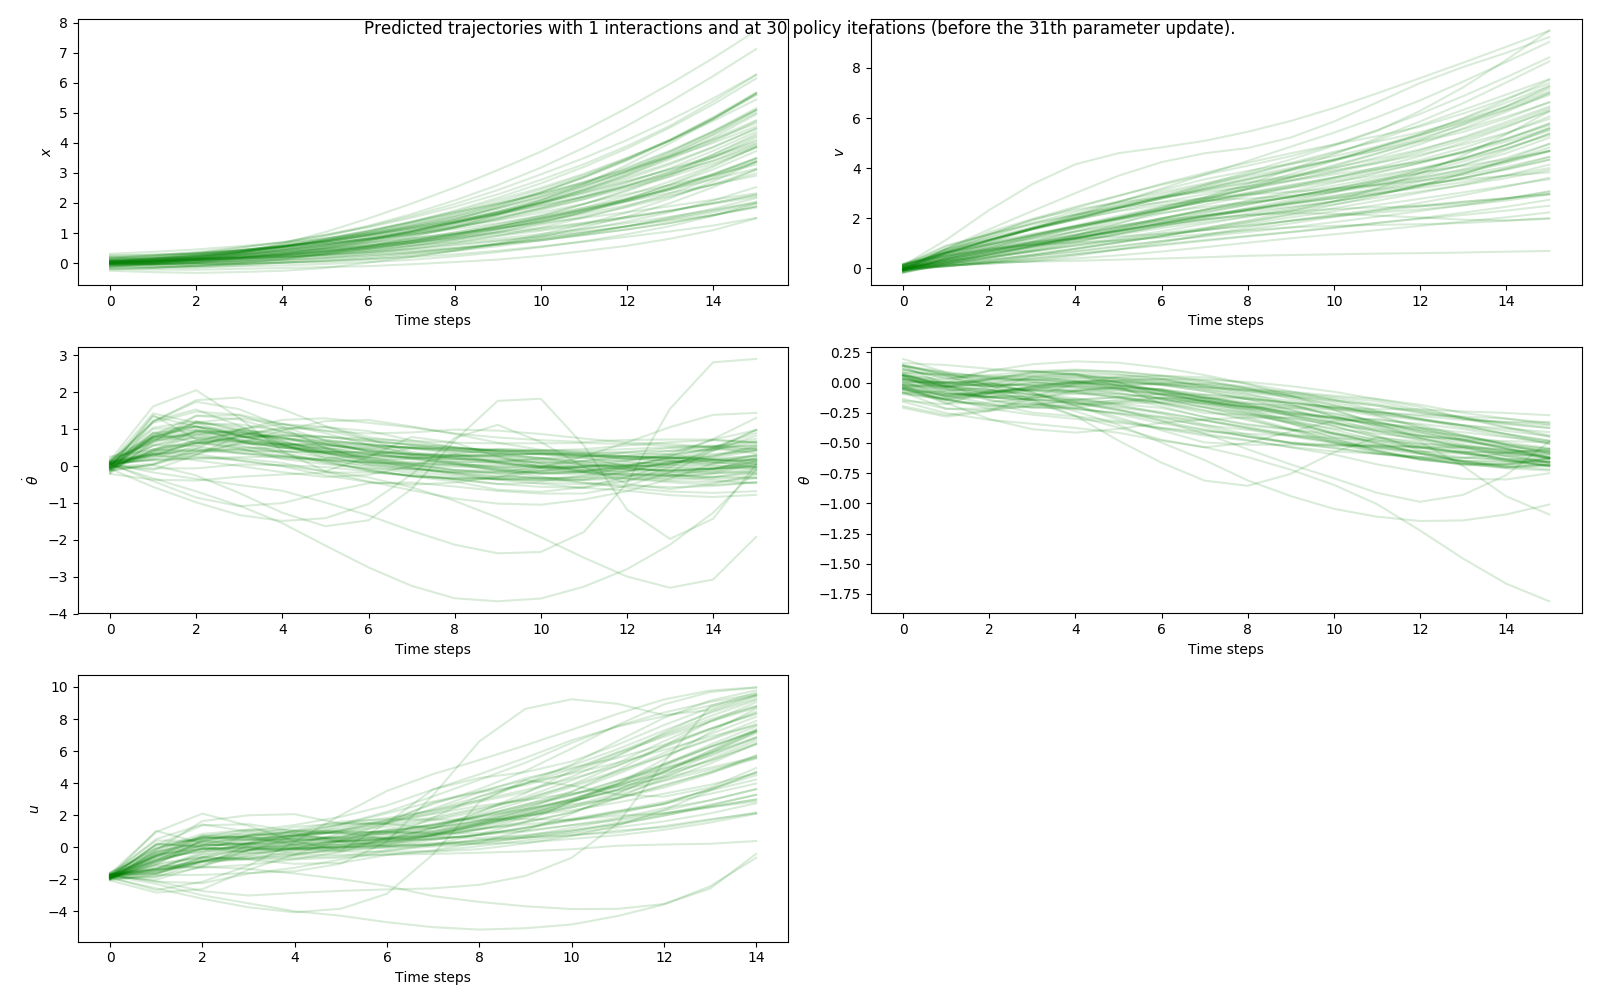 Predicted trajectories with 1 interactions and at 30 policy iterations (before the 31th parameter update).
8
7
6
5
4
3
2
1
0
x
0 2 4 6 8 10 12 14
Time steps
8
6
4
2
0
v
0 2 4 6 8 10 12 14
Time steps
3
2
1
0
−1
−2
−3
−4
θ̇
0 2 4 6 8 10 12 14
Time steps
0.25
0.00
−0.25
−0.50
−0.75
−1.00
−1.25
−1.50
−1.75
θ
0 2 4 6 8 10 12 14
Time steps
10
8
6
4
2
0
−2
−4
u
0 2 4 6 8 10 12 14
Time steps